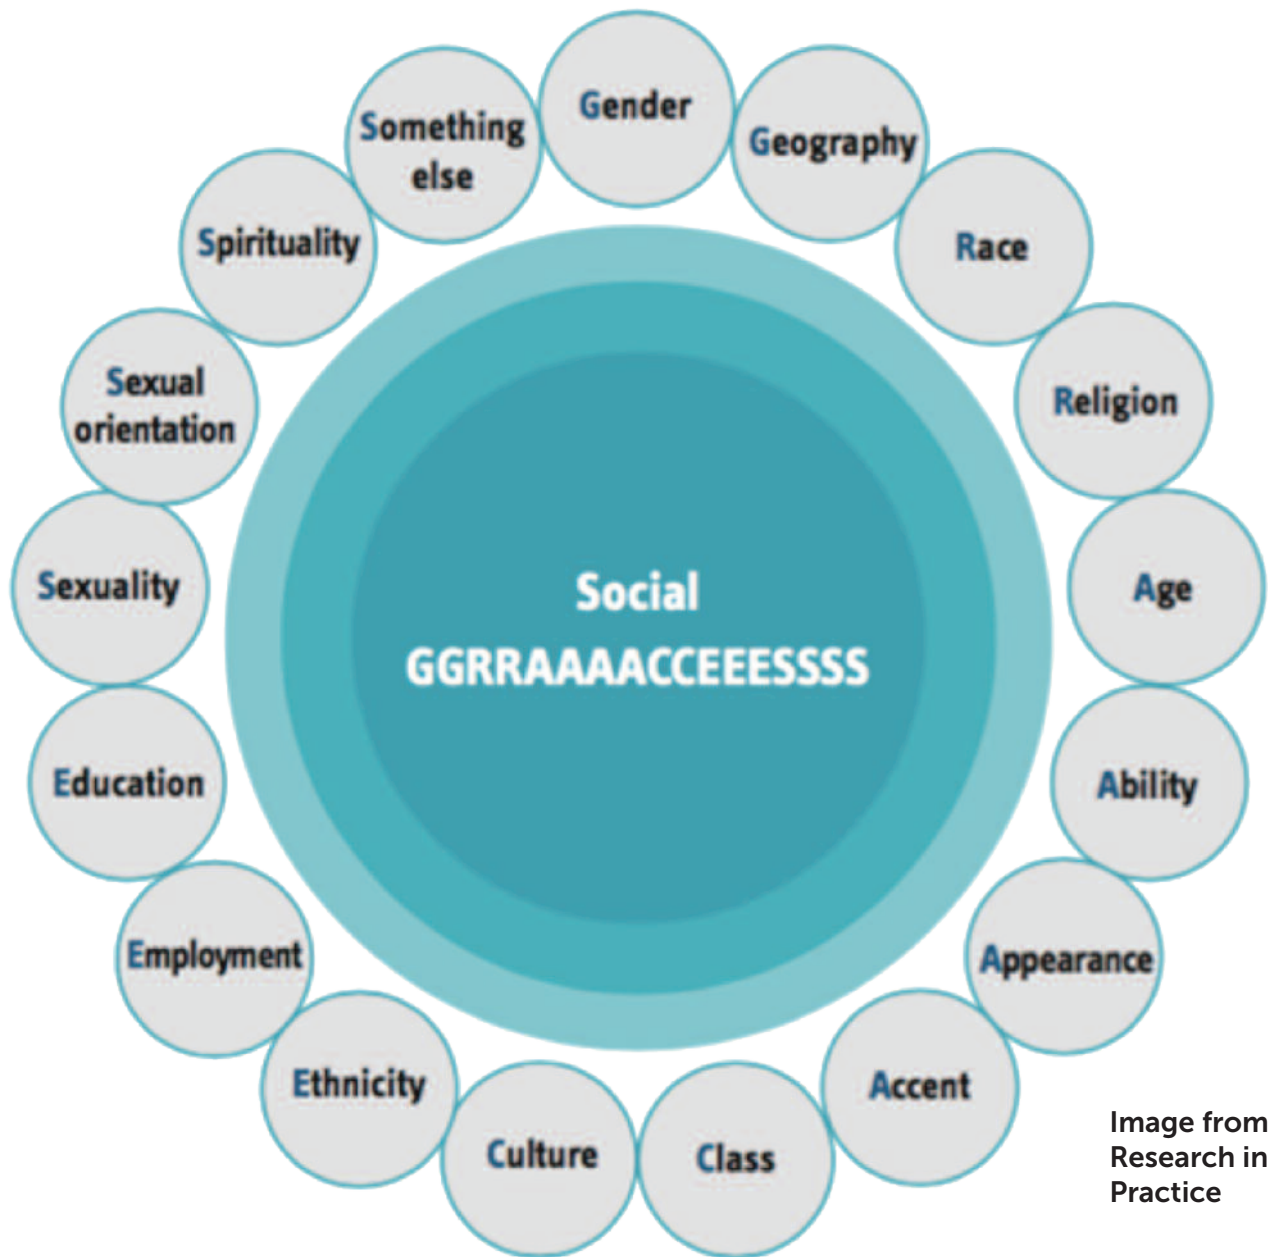 Gender
Geography
Race
Religion
Age
Ability
Appearance
Accent
Class
Culture
Ethnicity
Employment
Education
Sexuality
Sexual
orientation
Spirituality
Something
else
Social
GGRRAAAACCEEESSSS
Image from
Research in
Practice